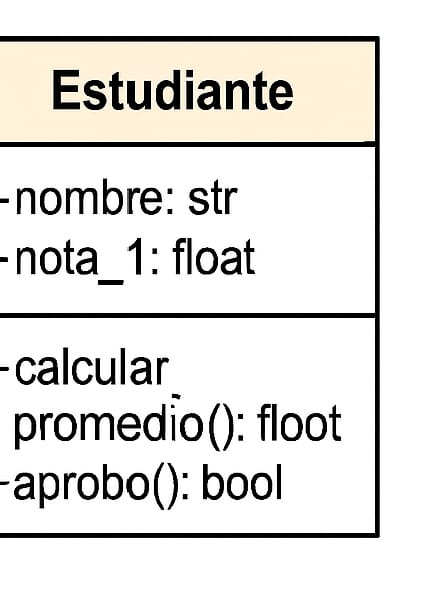 Estudiante
-nombre: str
-nota_1: float
-calcular
promedio(): floot
-aprobo(): bool